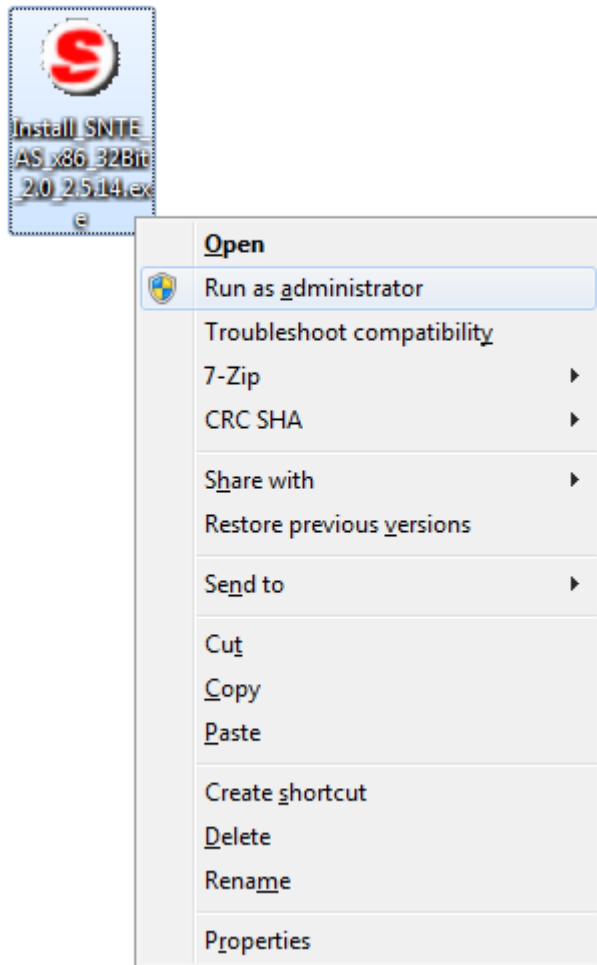 S
Install_SNTE_
AS_x86_32Bit
_2.0_2.5.14.ex
e
Open
Run as administrator
Troubleshoot compatibility
7-Zip
CRC SHA
Share with
Restore previous versions
Send to
Cut
Copy
Paste
Create shortcut
Delete
Rename
Properties